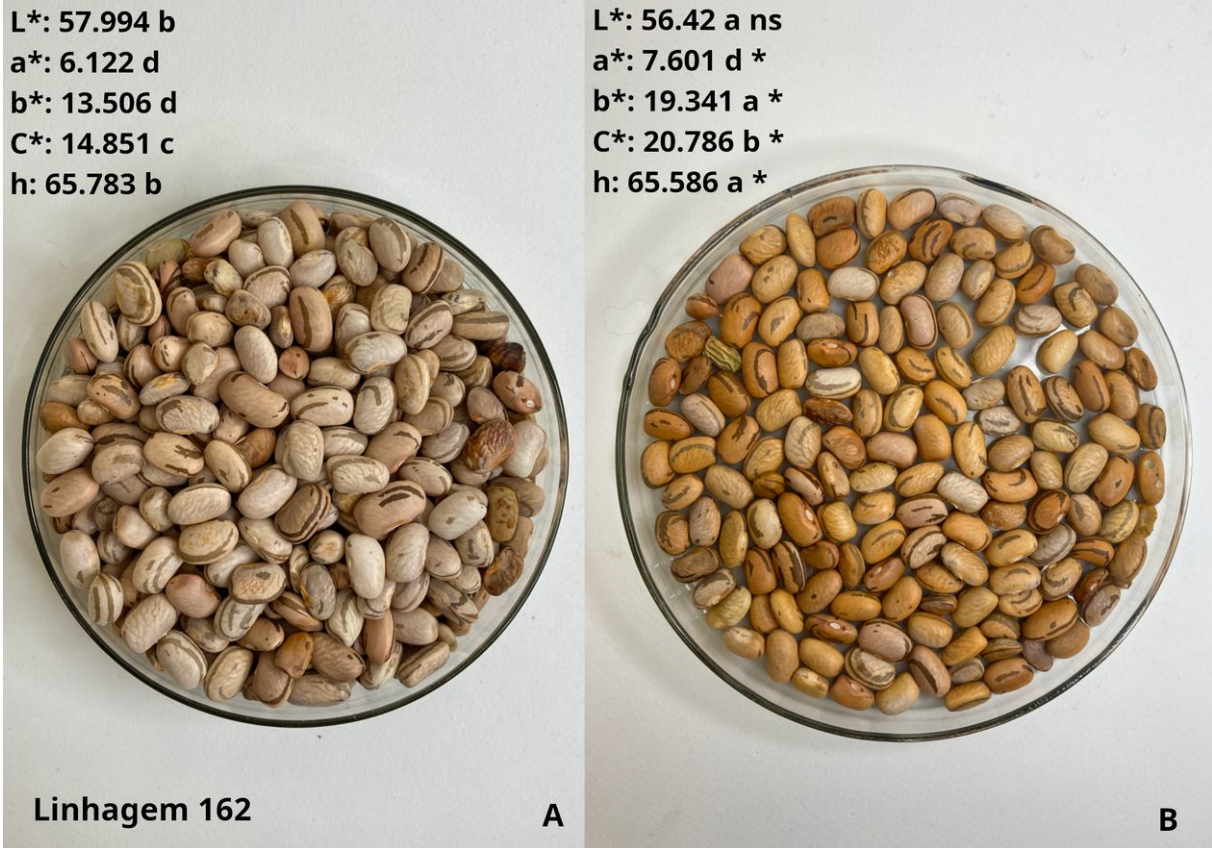 L*: 57.994 b
a*: 6.122 d
b*: 13.506 d
C*: 14.851 c
h: 65.783 b
L*: 56.42 a ns
a*: 7.601 d *
b*: 19.341 a *
C*: 20.786 b *
h: 65.586 a *
Linhagem 162
A
B